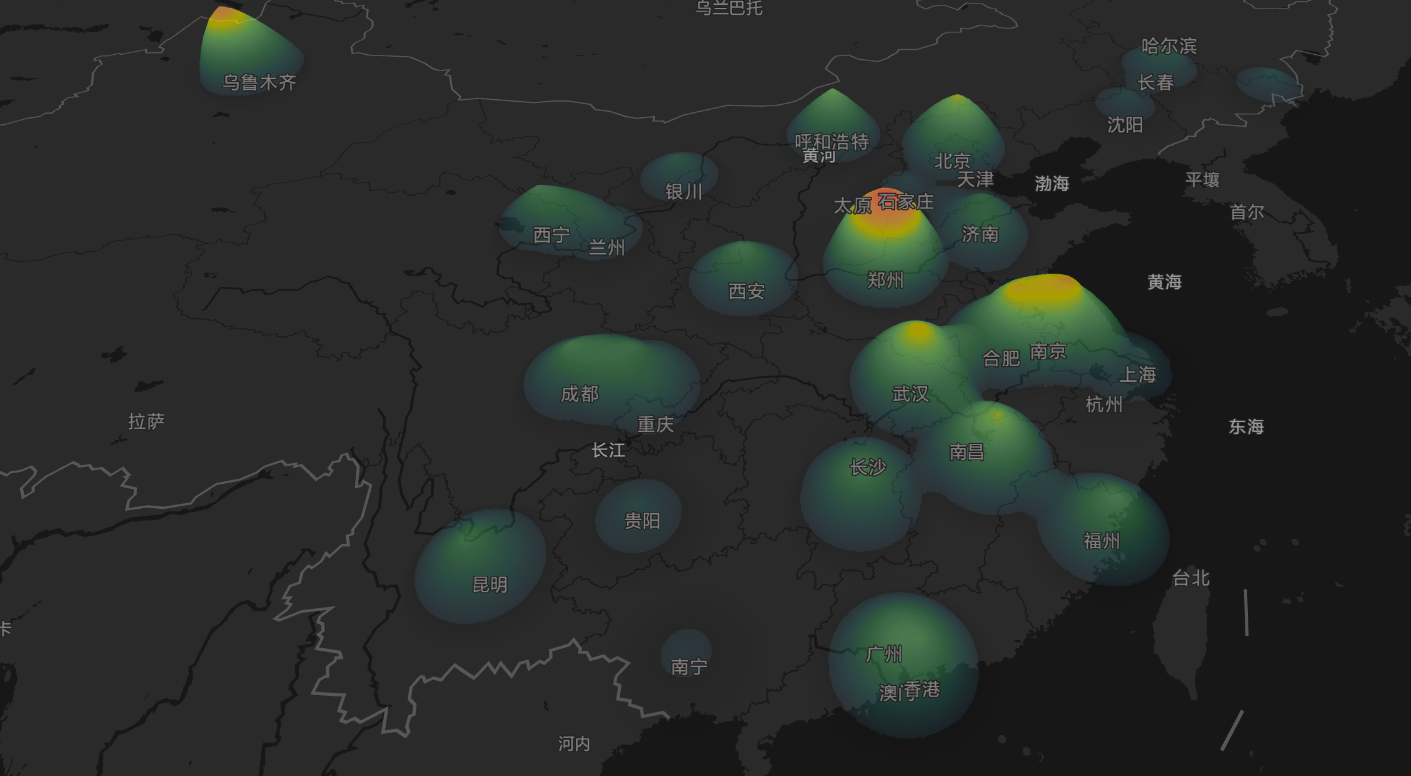 乌兰巴托
哈尔滨
乌鲁木齐
长春
沈阳
呼和浩特
黄河
北京
天津
渤海
平壤
银川
太原
石家庄
首尔
西宁
兰州
济南
西安
郑州
黄海
合肥
南京
上海
成都
武汉
杭州
拉萨
重庆
东海
长江
南昌
长沙
贵阳
福州
昆明
台北
卡
广州
南宁
澳门
香港
河内